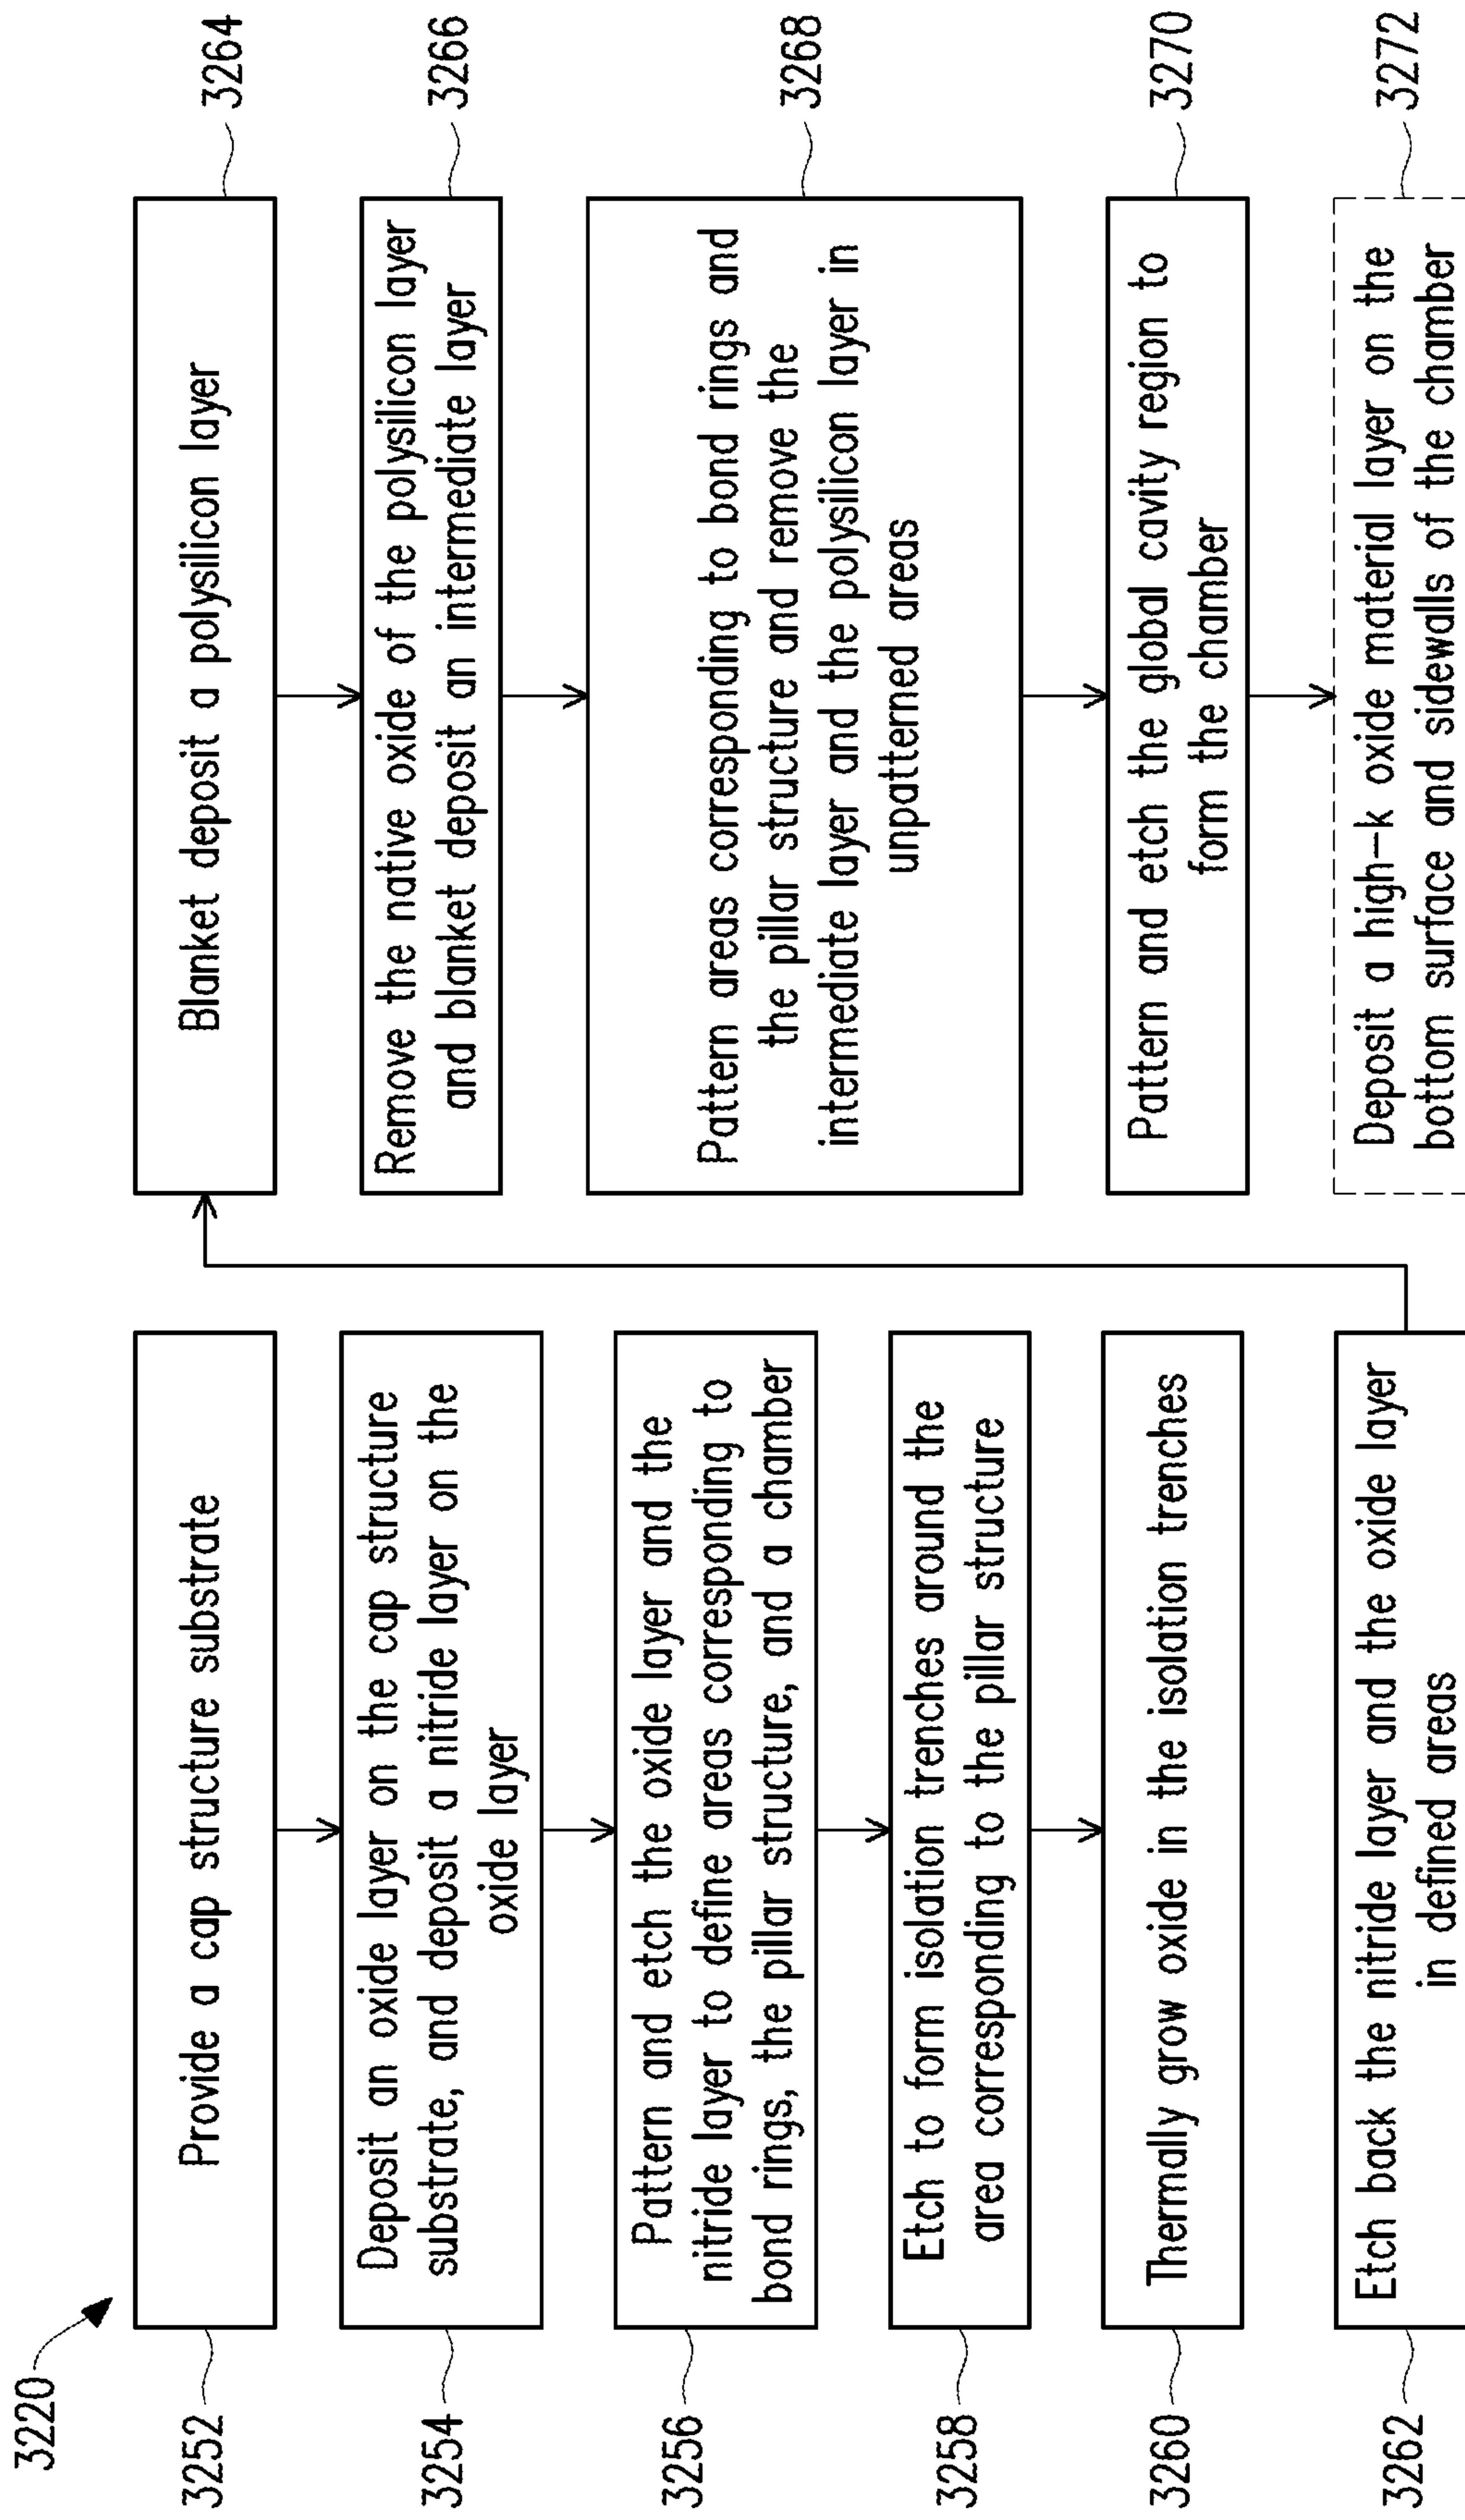 3220
3252
Provide a cap structure substrate
3254
Deposit an oxide layer on the cap structure
substrate, and deposit a nitride layer on the
oxide layer
3256
Pattern and etch the oxide layer and the
nitride layer to define areas corresponding to
bond rings, the pillar structure, and a chamber
3258
Etch to form isolation trenches around the
area corresponding to the pillar structure
3260
Thermally grow oxide in the isolation trenches
3262
Etch back the nitride layer and the oxide layer
in defined areas
Blanket deposit a polysilicon layer
3264
Remove the native oxide of the polysilicon layer
and blanket deposit an intermediate layer
3266
Pattern areas corresponding to bond rings and
the pillar structure and remove the
intermediate layer and the polysilicon layer in
unpatterned areas
3268
Pattern and etch the global cavity region to
form the chamber
3270
Deposit a high-k oxide material layer on the
bottom surface and sidewalls of the chamber
3272